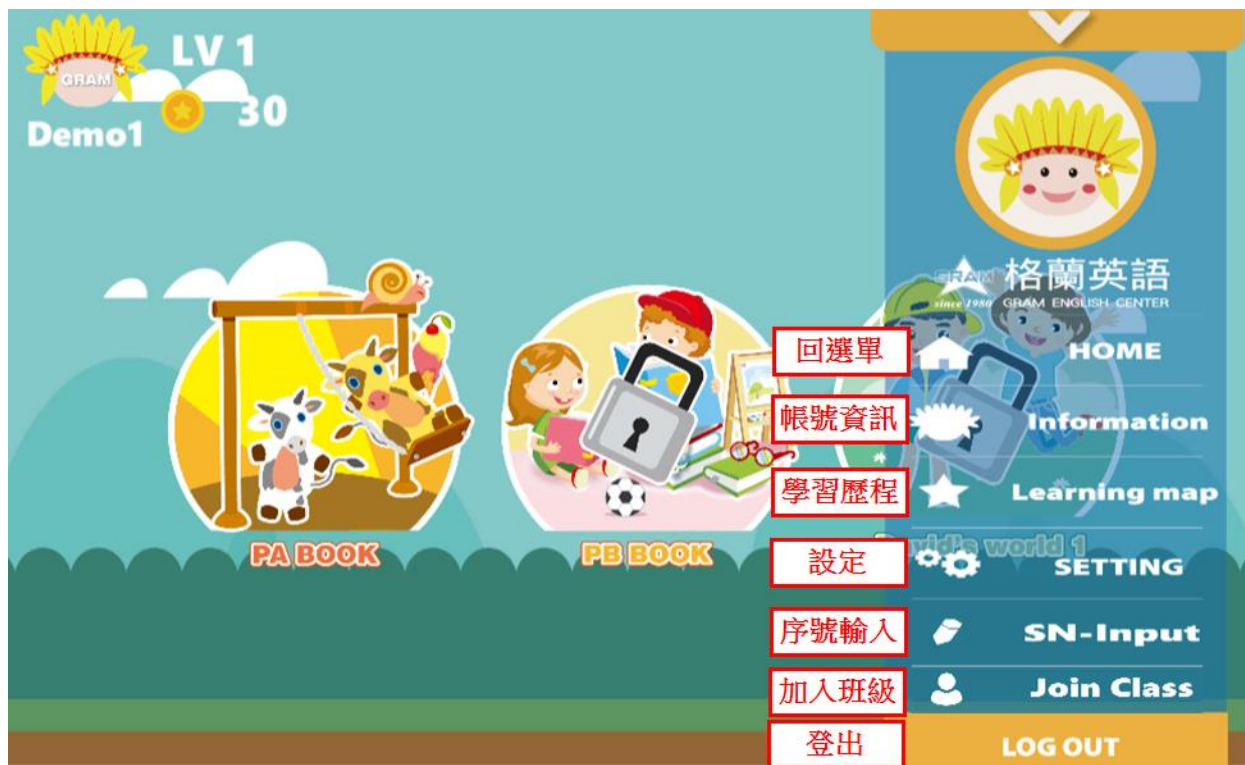 LV 1
GRAM
30
Demo1
GRAM 格蘭英語
since 1980 GRAM ENGLISH CENTER
回選單 HOME
帳號資訊 Information
學習歷程 Learning map
PA BOOK
PB BOOK
David's world 1
設定 SETTING
序號輸入 SN-Input
加入班級 Join Class
登出 LOG OUT